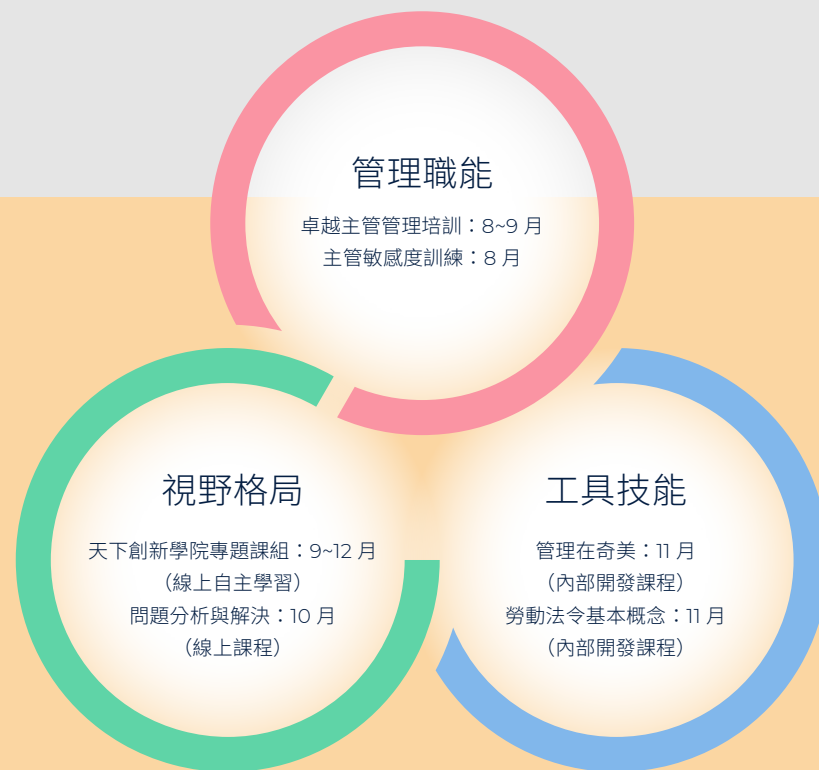 管理職能
卓越主管管理培訓：8~9 月
主管敏感度訓練：8 月
視野格局
天下創新學院專題課組：9~12 月
（線上自主學習）
問題分析與解決：10 月
（線上課程）
工具技能
管理在奇美：11 月
（內部開發課程）
勞動法令基本概念：11 月
（內部開發課程）